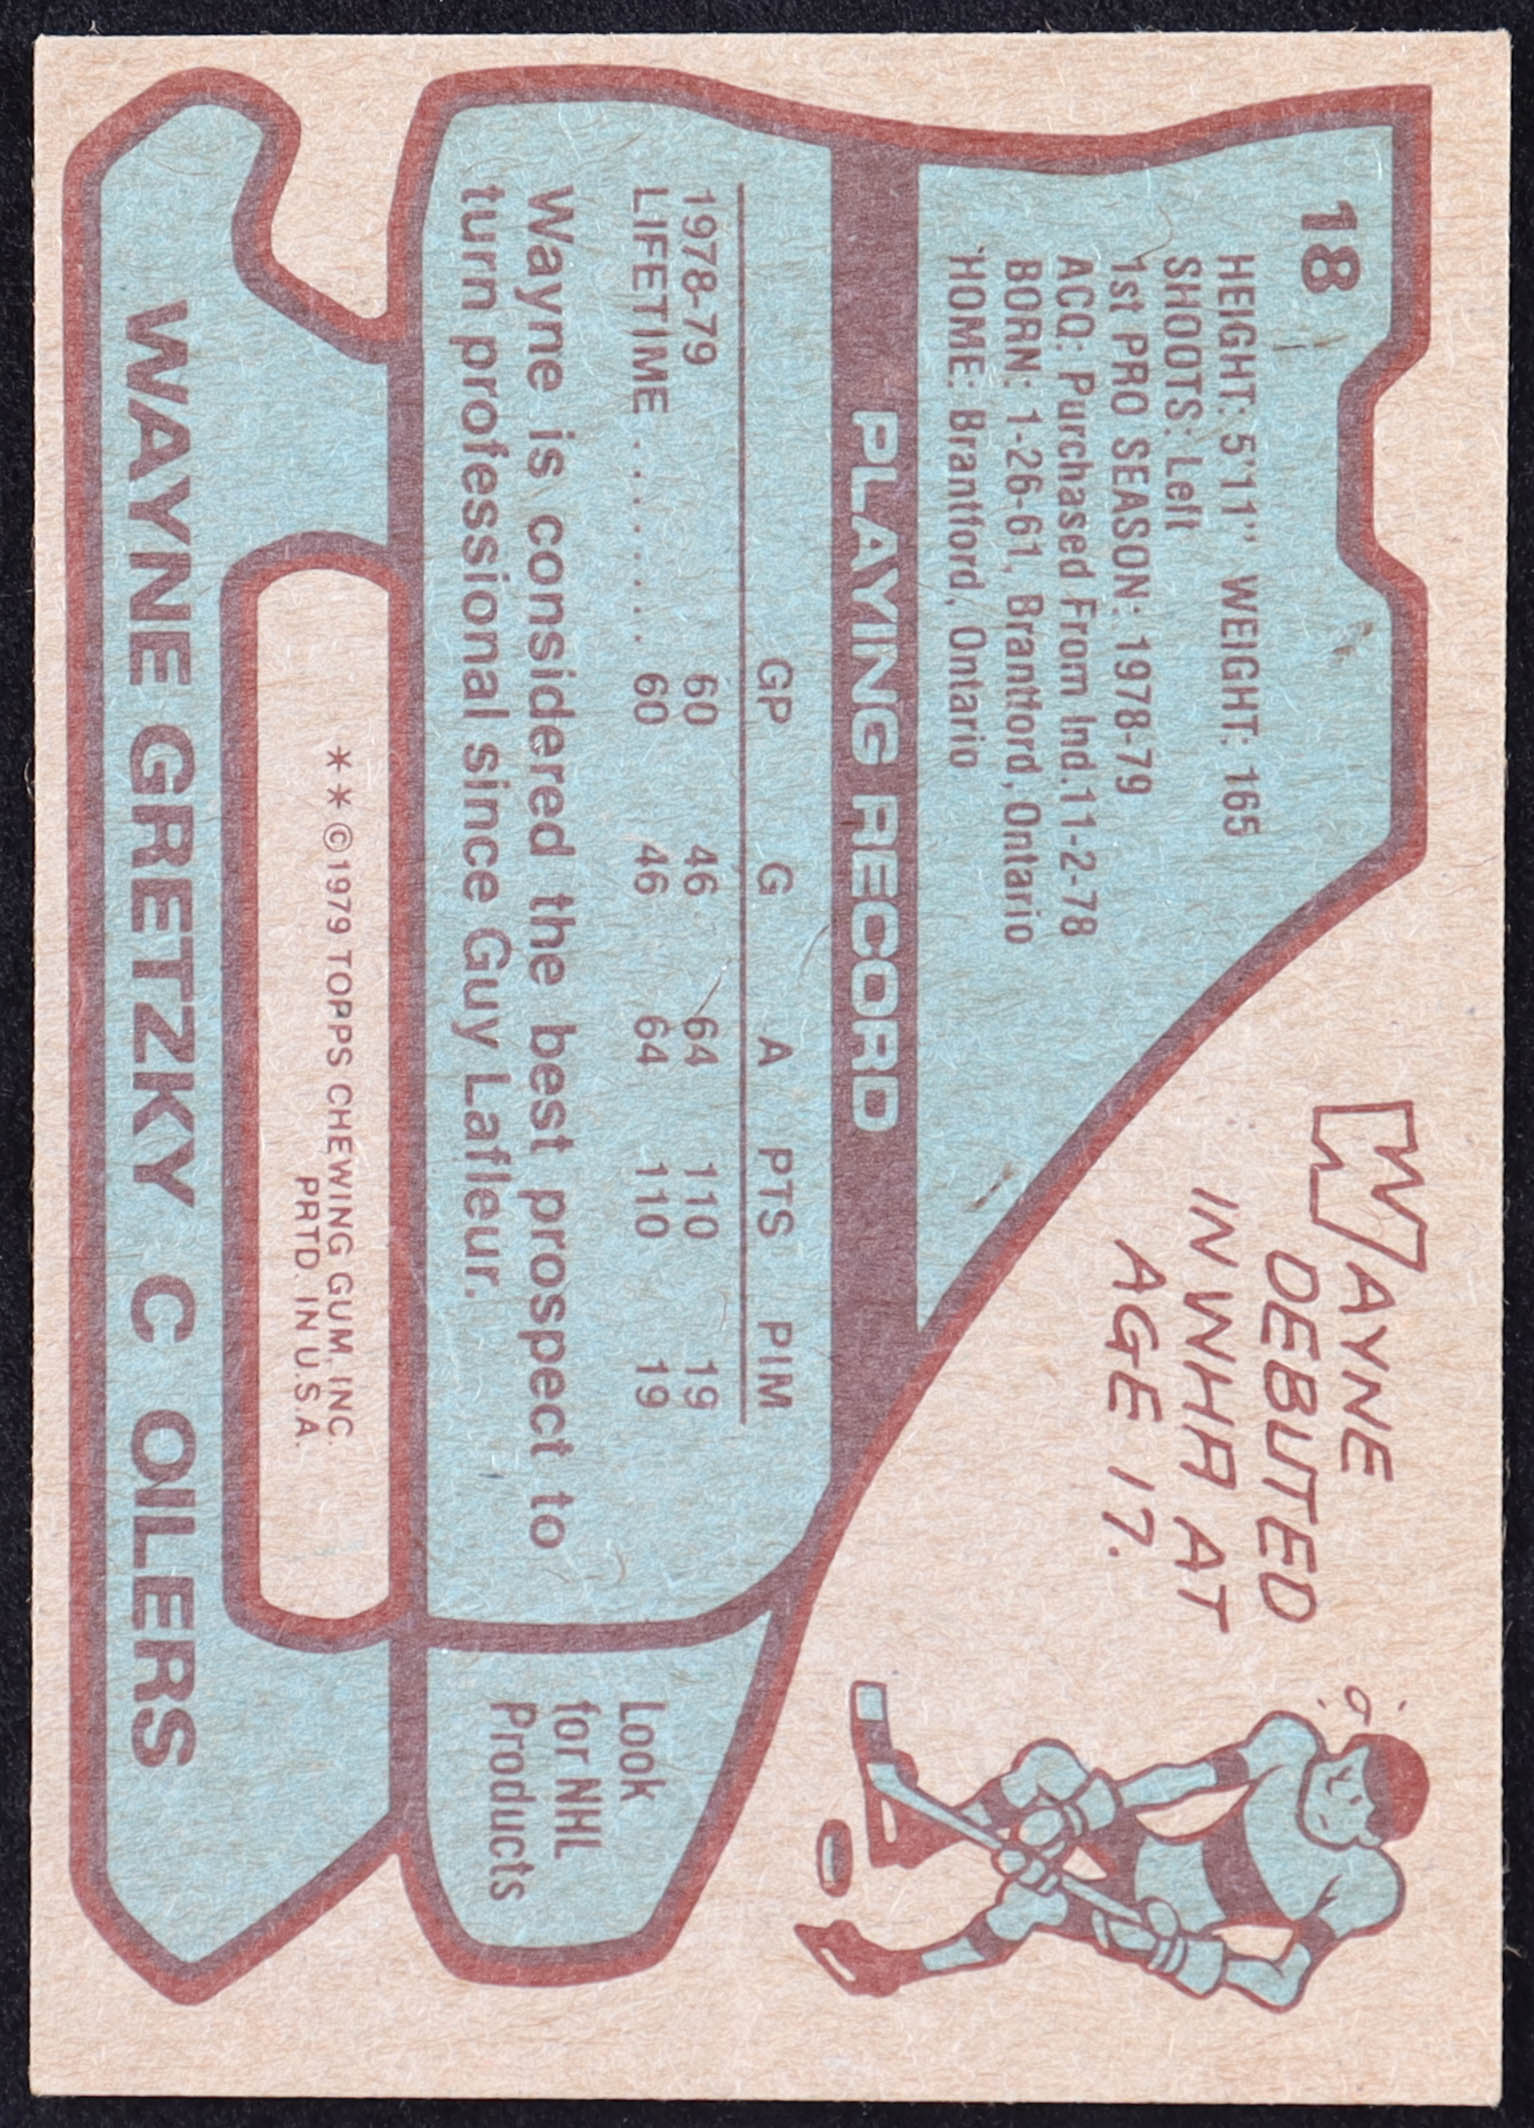 18
HEIGHT: 5'11" WEIGHT: 165
SHOOTS: Left
1st PRO SEASON: 1978-79
ACQ: Purchased From Ind. 11-2-78
BORN: 1-26-61, Brantford, Ontario
HOME: Brantford, Ontario
WAYNE
DEBUTED
IN WHA AT
AGE 17.
PLAYING RECORD
GP G A PTS PIM
1978-79 60 46 64 110 19
LIFETIME ....... 60 46 64 110 19
Wayne is considered the best prospect to
turn professional since Guy Lafleur.
Look
for NHL
Products
**©1979 TOPPS CHEWING GUM, INC.
PRTD. IN U.S.A.
WAYNE GRETZKY C OILERS